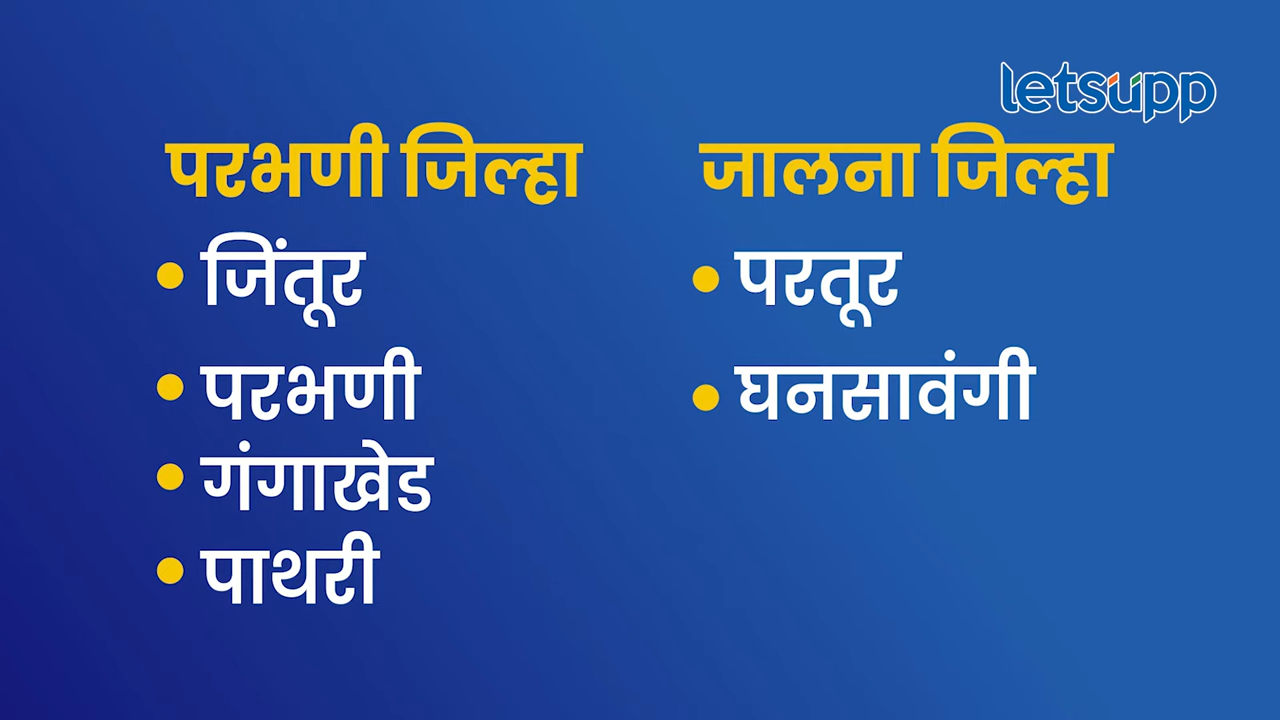 letsupp
परभणी जिल्हा
जिंतूर
परभणी
गंगाखेड
पाथरी
जालना जिल्हा
परतूर
घनसावंगी